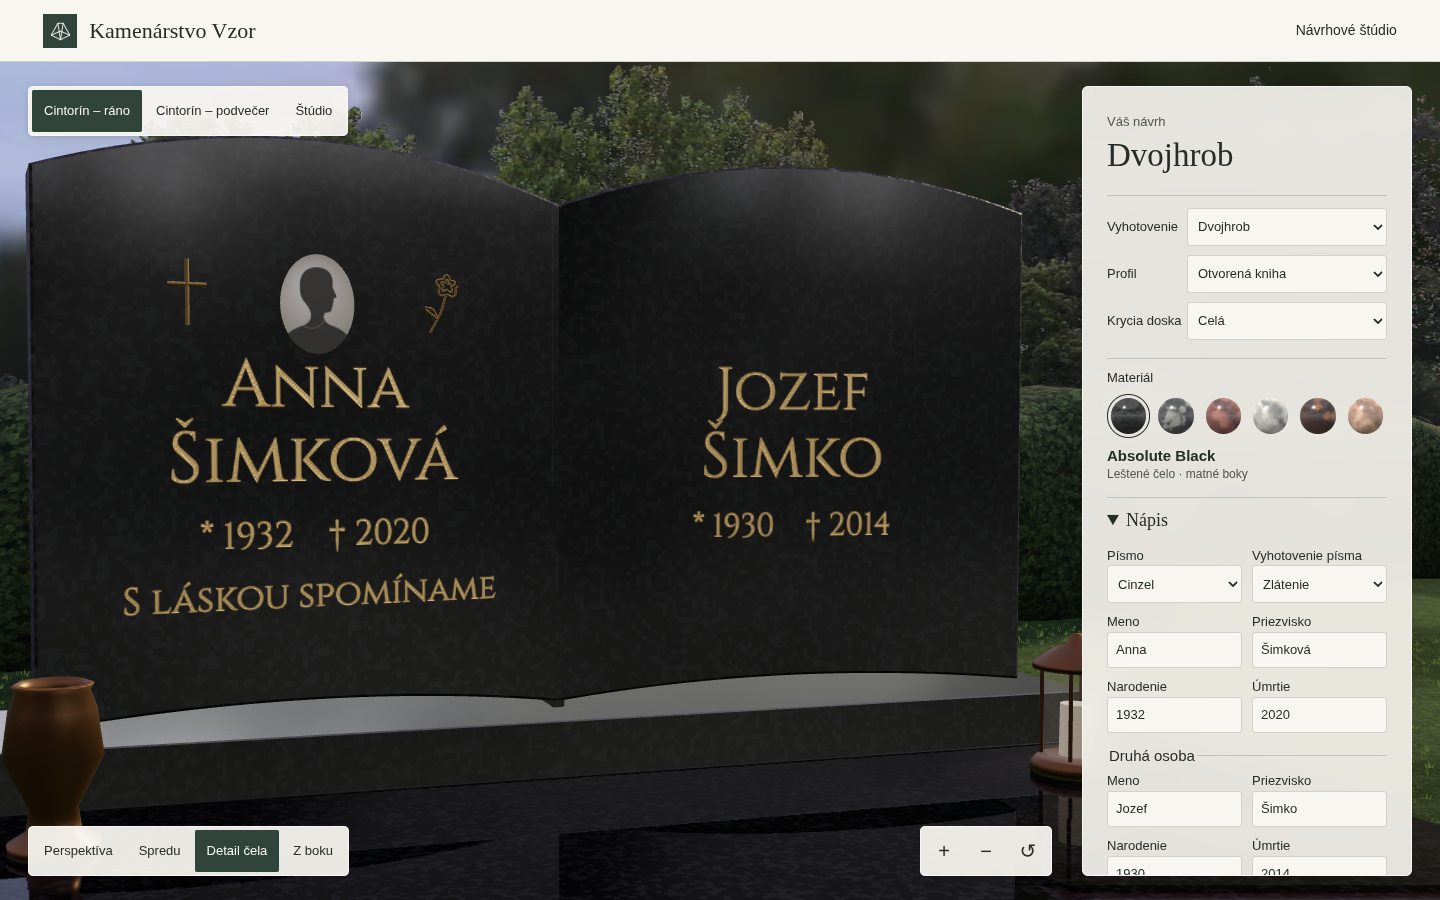 Kamenárstvo Vzor
Návrhové štúdio
Cintorín – ráno
Cintorín – podvečer
Štúdio
Anna
Šimková
* 1932 † 2020
S láskou spomíname
Jozef
Šimko
* 1930 † 2014
Perspektíva
Spredu
Detail čela
Z boku
+
−
↺
Váš návrh
Dvojhrob
Vyhotovenie Dvojhrob
Profil Otvorená kniha
Krycia doska Celá
Materiál
Absolute Black
Leštené čelo · matné boky
▼ Nápis
Písmo Vyhotovenie písma
Cinzel Zlátenie
Meno Priezvisko
Anna Šimková
Narodenie Úmrtie
1932 2020
Druhá osoba
Meno Priezvisko
Jozef Šimko
Narodenie Úmrtie
1930 2014